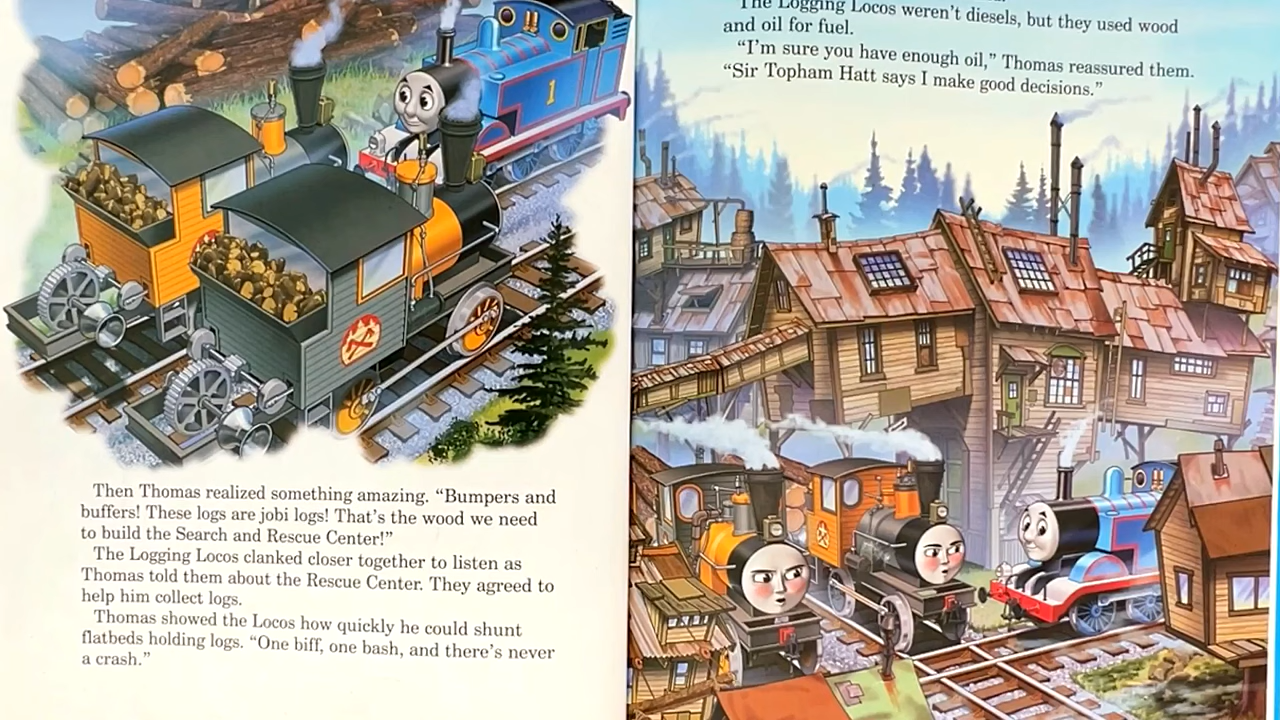 1
Then Thomas realized something amazing. “Bumpers and
buffers! These logs are jobi logs! That’s the wood we need
to build the Search and Rescue Center!”
The Logging Locos clanked closer together to listen as
Thomas told them about the Rescue Center. They agreed to
help him collect logs.
Thomas showed the Locos how quickly he could shunt
flatbeds holding logs. “One biff, one bash, and there’s never
a crash.”
The Logging Locos weren’t diesels, but they used wood
and oil for fuel.
“I’m sure you have enough oil,” Thomas reassured them.
“Sir Topham Hatt says I make good decisions.”